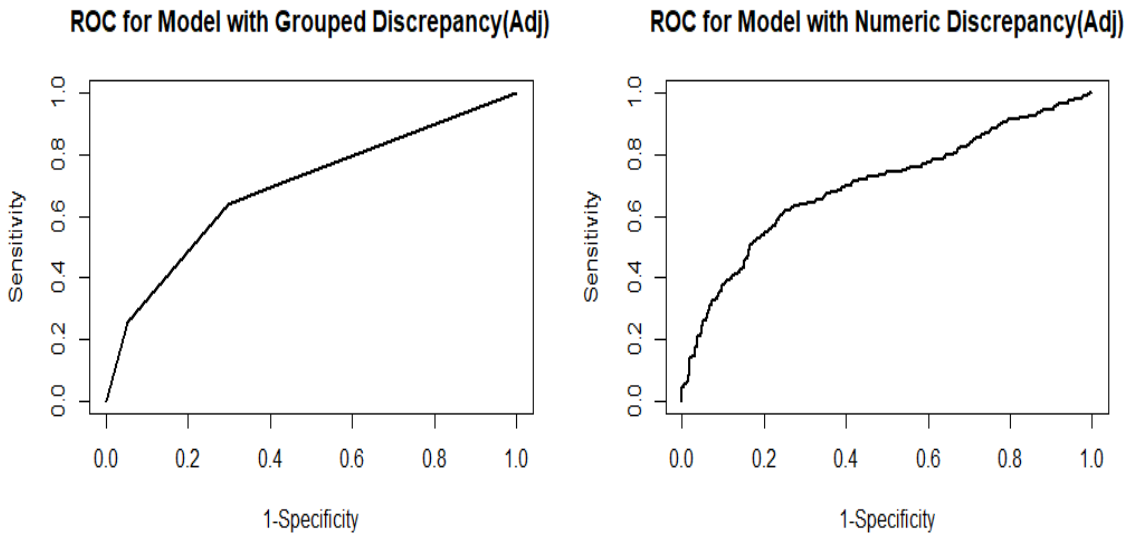 ROC for Model with Grouped Discrepancy(Adj)
Sensitivity
1.0
0.8
0.6
0.4
0.2
0.0
0.0 0.2 0.4 0.6 0.8 1.0
1-Specificity
ROC for Model with Numeric Discrepancy(Adj)
Sensitivity
1.0
0.8
0.6
0.4
0.2
0.0
0.0 0.2 0.4 0.6 0.8 1.0
1-Specificity